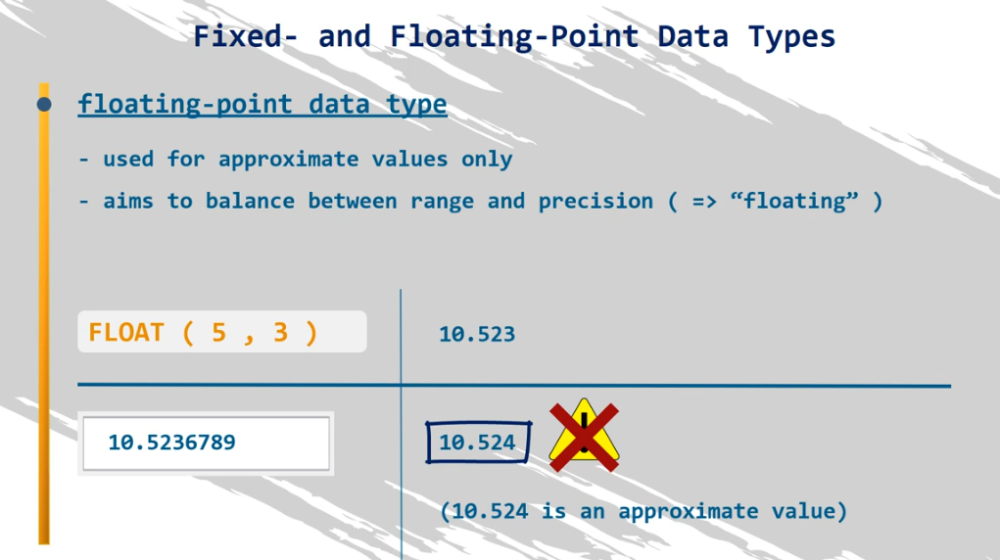 Fixed- and Floating-Point Data Types
floating-point data type
- used for approximate values only
- aims to balance between range and precision ( => “floating” )
FLOAT ( 5 , 3 )
10.523
10.5236789
10.524
(10.524 is an approximate value)